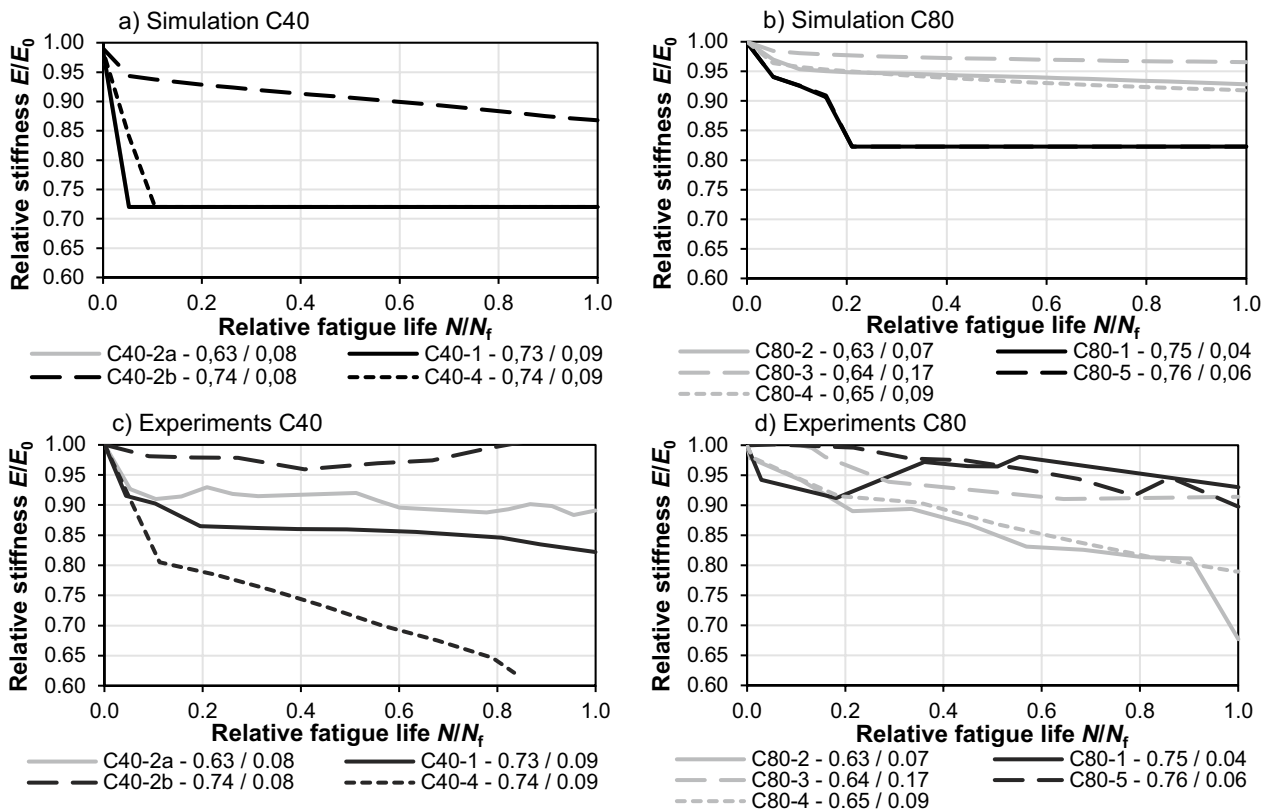 a) Simulation C40
Relative stiffness E/E0
1.00
0.95
0.90
0.85
0.80
0.75
0.70
0.65
0.60
0.0 0.2 0.4 0.6 0.8 1.0
Relative fatigue life N/Nf
C40-2a - 0,63 / 0,08 C40-1 - 0,73 / 0,09
C40-2b - 0,74 / 0,08 C40-4 - 0,74 / 0,09
b) Simulation C80
Relative stiffness E/E0
1.00
0.95
0.90
0.85
0.80
0.75
0.70
0.65
0.60
0.0 0.2 0.4 0.6 0.8 1.0
Relative fatigue life N/Nf
C80-2 - 0,63 / 0,07 C80-1 - 0,75 / 0,04
C80-3 - 0,64 / 0,17 C80-5 - 0,76 / 0,06
C80-4 - 0,65 / 0,09
c) Experiments C40
Relative stiffness E/E0
1.00
0.95
0.90
0.85
0.80
0.75
0.70
0.65
0.60
0.0 0.2 0.4 0.6 0.8 1.0
Relative fatigue life N/Nf
C40-2a - 0.63 / 0.08 C40-1 - 0.73 / 0.09
C40-2b - 0.74 / 0.08 C40-4 - 0.74 / 0.09
d) Experiments C80
Relative stiffness E/E0
1.00
0.95
0.90
0.85
0.80
0.75
0.70
0.65
0.60
0.0 0.2 0.4 0.6 0.8 1.0
Relative fatigue life N/Nf
C80-2 - 0.63 / 0.07 C80-1 - 0.75 / 0.04
C80-3 - 0.64 / 0.17 C80-5 - 0.76 / 0.06
C80-4 - 0.65 / 0.09